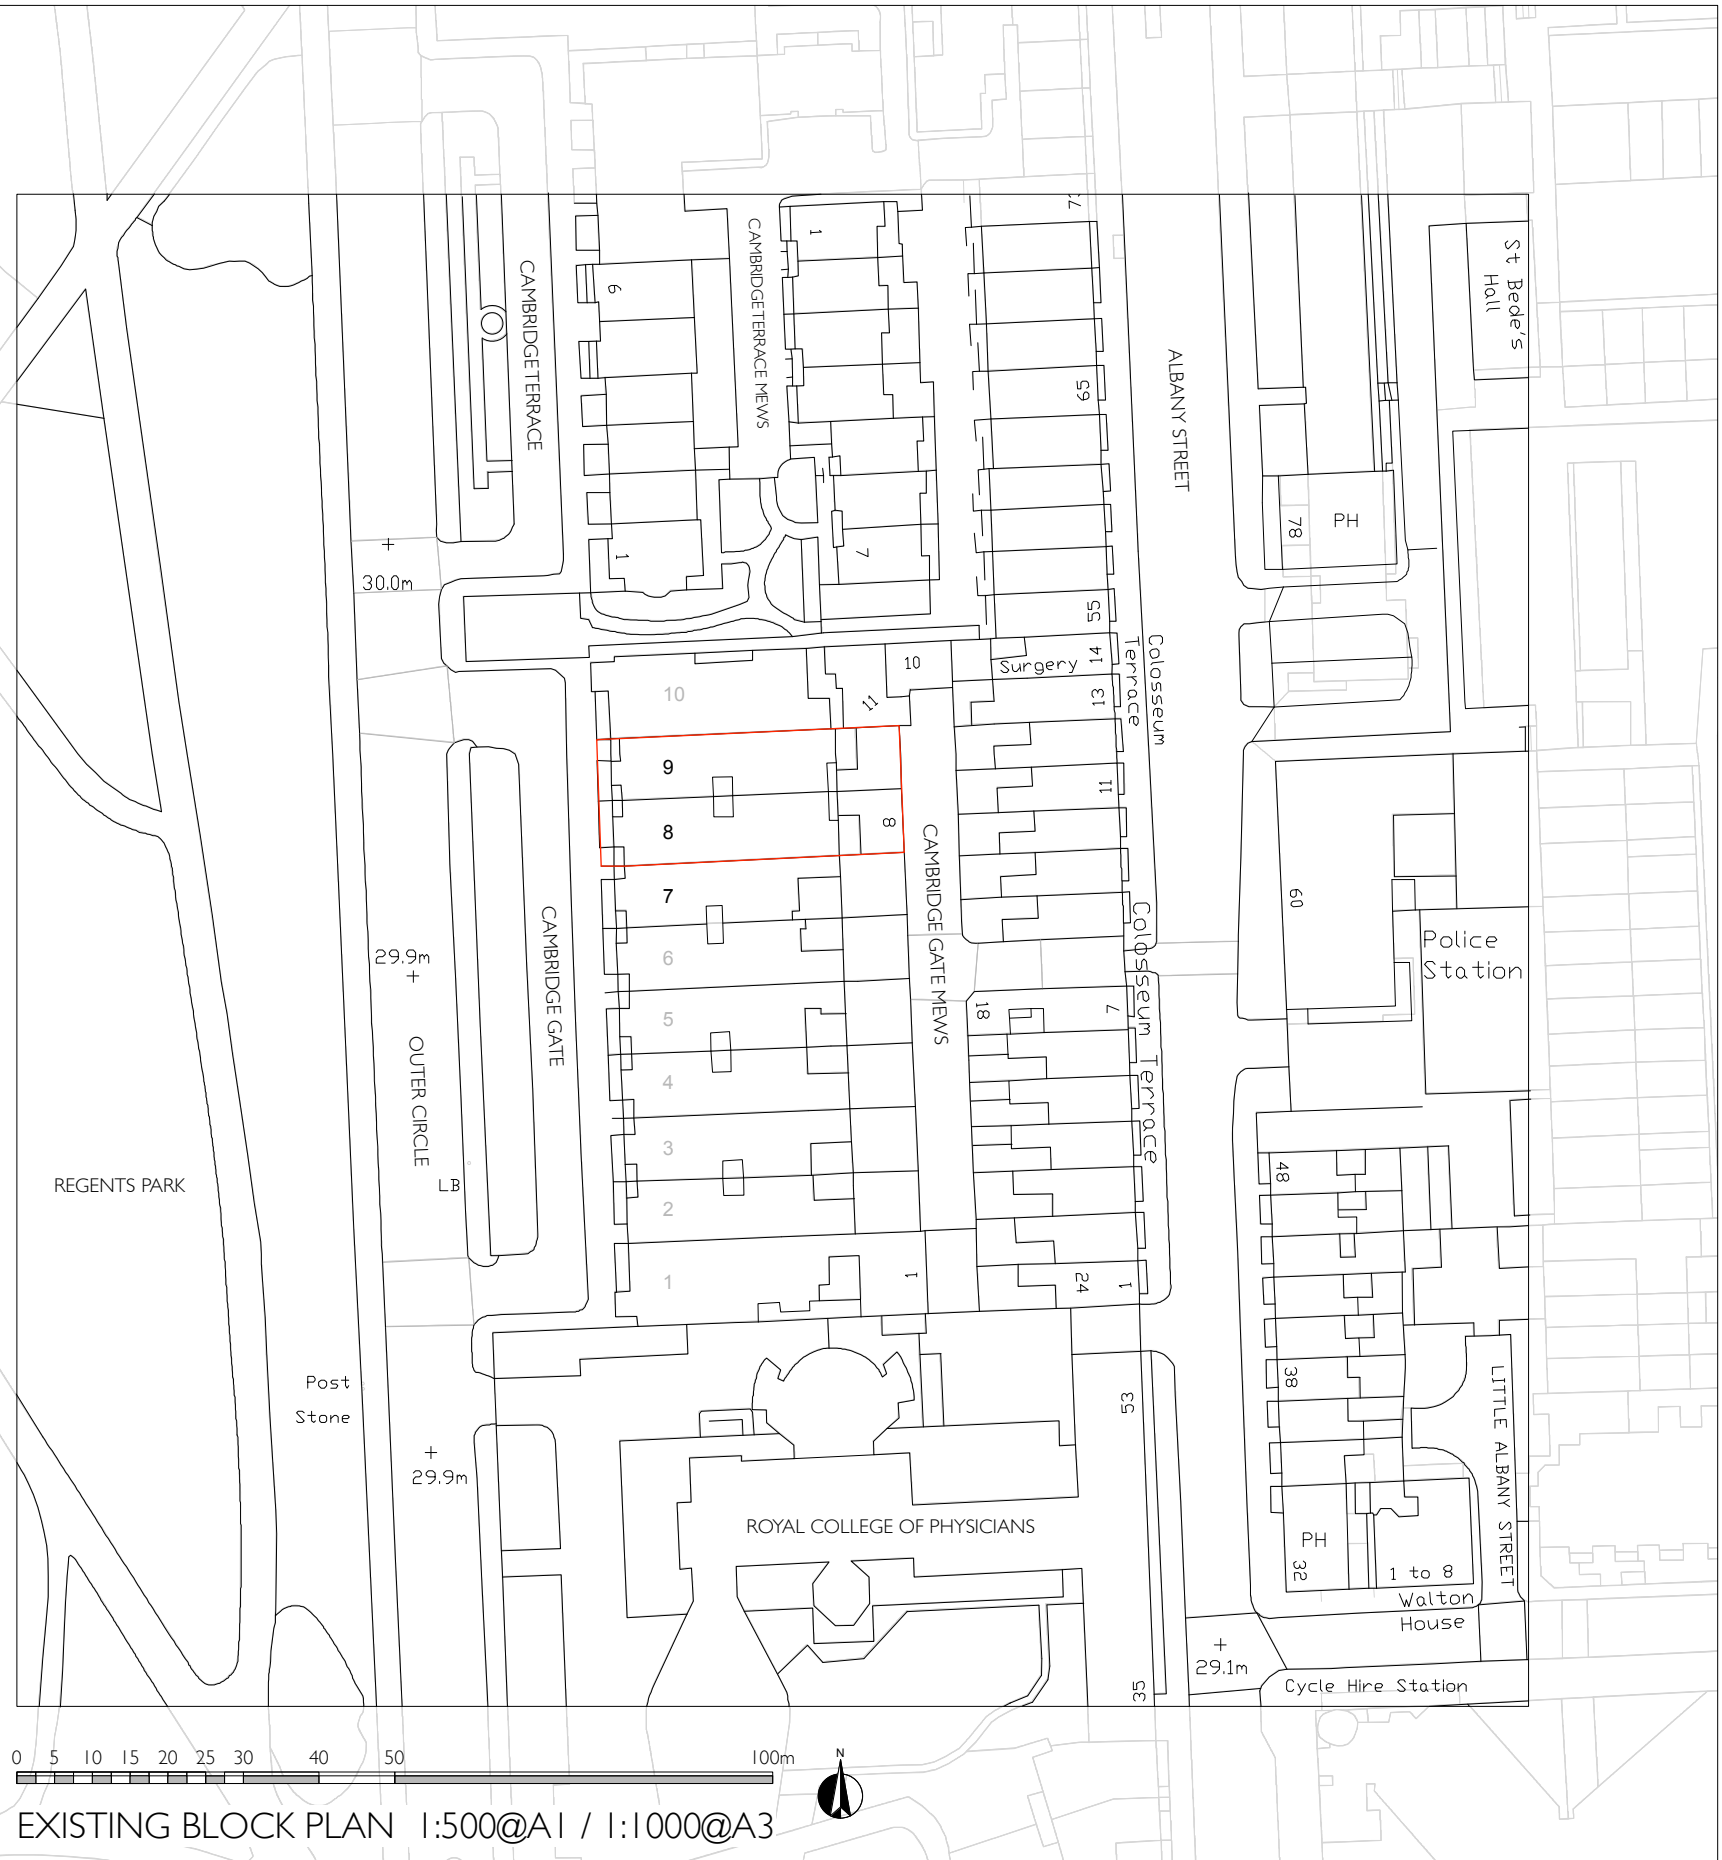 CAMBRIDGE TERRACE
6
1
CAMBRIDGE TERRACE MEWS
1
7
65
55
ALBANY STREET
St Bede's
Hall
78
PH
30.0m
10
10
11
Surgery
14
13
Colosseum
Terrace
9
8
8
7
6
5
4
3
2
1
1
CAMBRIDGE GATE
CAMBRIDGE GATE MEWS
11
18
7
Colosseum Terrace
24
1
60
Police
Station
29.9m
OUTER CIRCLE
LB
REGENTS PARK
48
38
LITTLE ALBANY STREET
Post
Stone
29.9m
53
ROYAL COLLEGE OF PHYSICIANS
PH
32
1 to 8
Walton
House
29.1m
35
Cycle Hire Station
0 5 10 15 20 25 30 40 50 100m
N
EXISTING BLOCK PLAN 1:500@A1 / 1:1000@A3